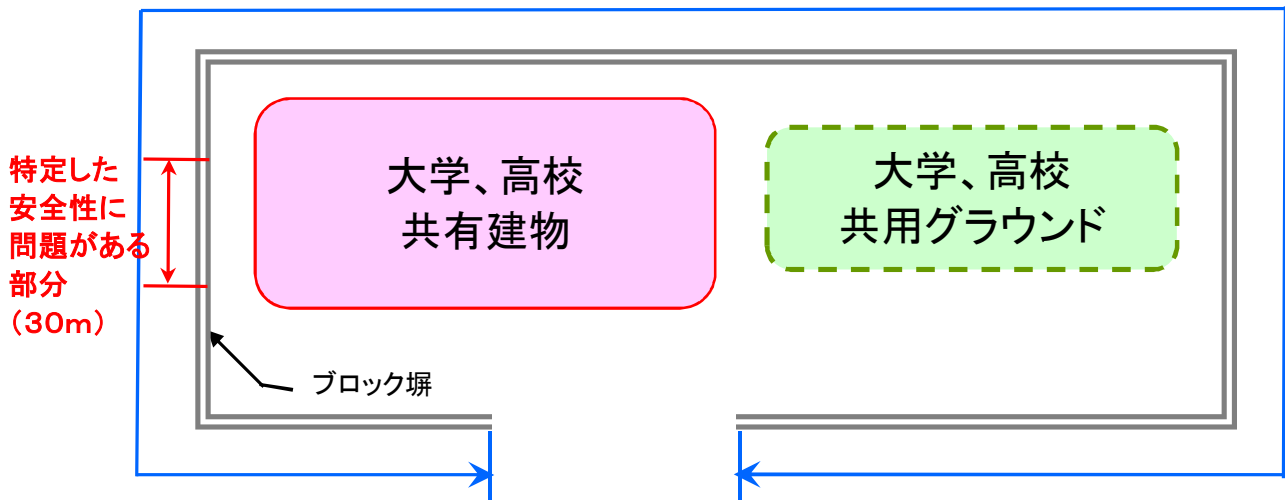 特定した
安全性に
問題がある
部分
（３０ｍ）
大学、高校
共有建物
大学、高校
共用グラウンド
ブロック塀